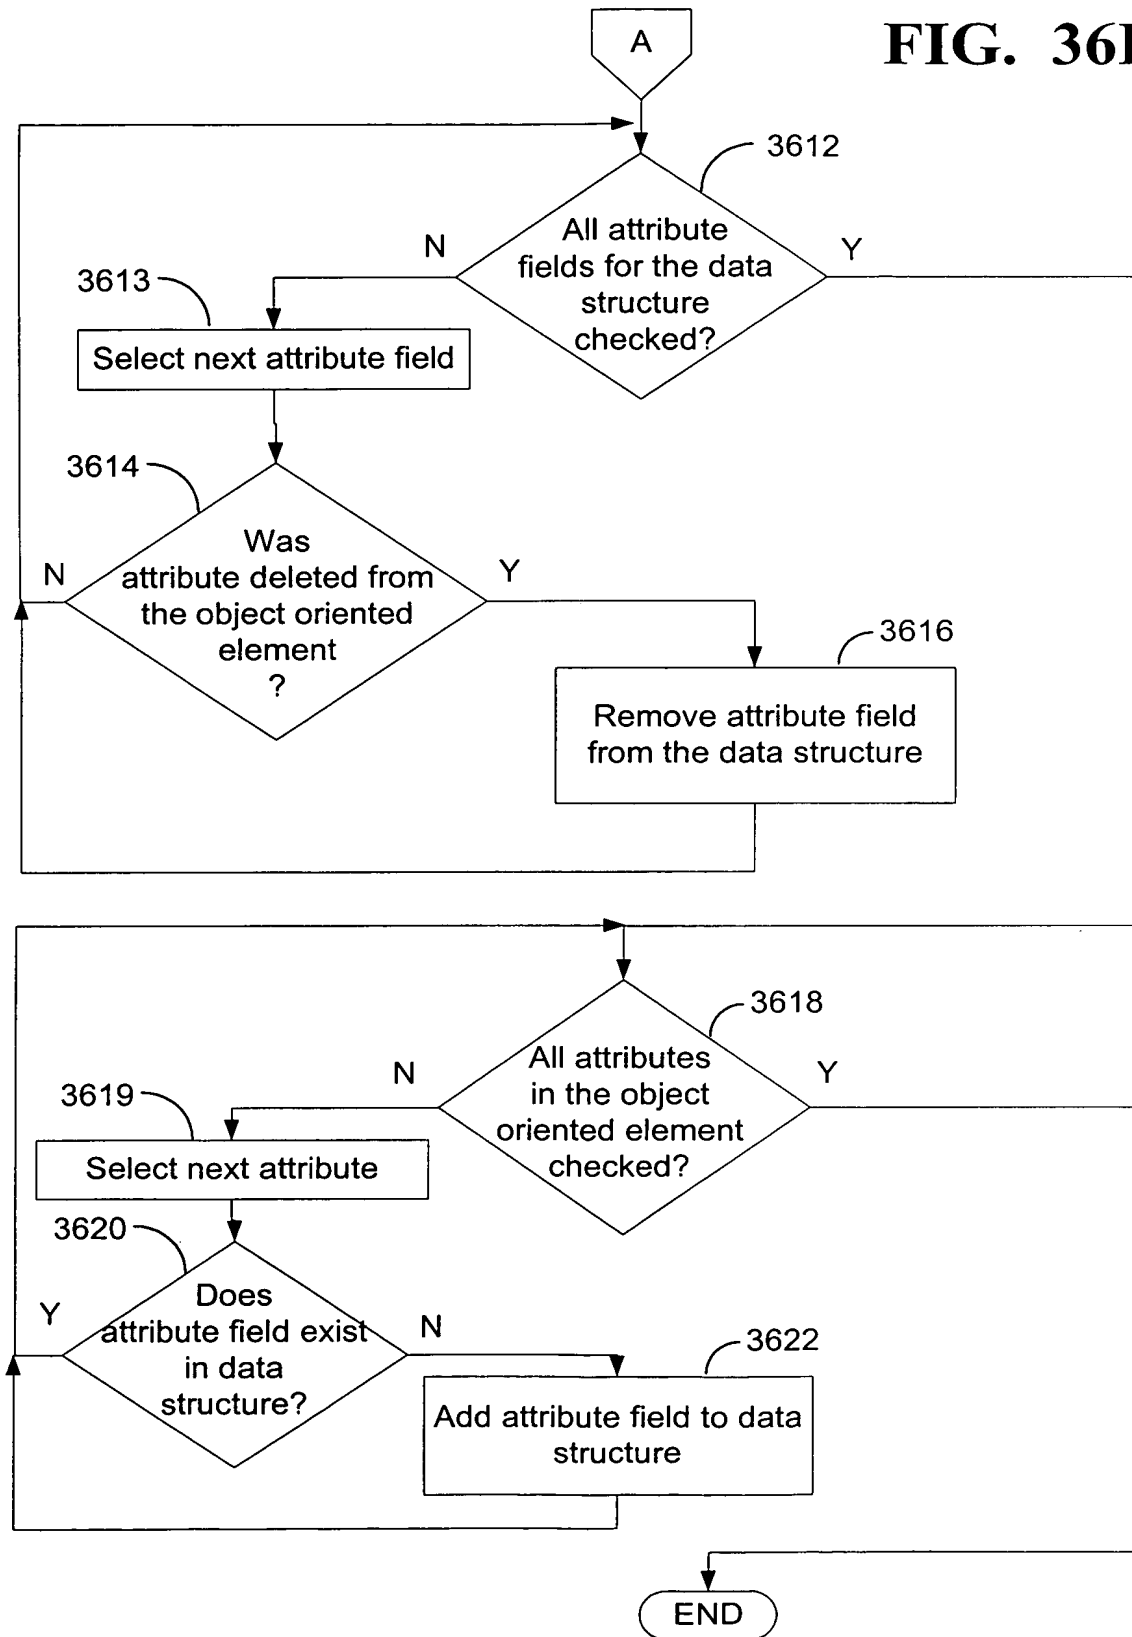 A
FIG. 36
3612
All attribute
fields for the data
structure
checked?
N
Y
3613
Select next attribute field
3614
Was
attribute deleted from
the object oriented
element
?
N
Y
3616
Remove attribute field
from the data structure
3618
All attributes
in the object
oriented element
checked?
N
Y
3619
Select next attribute
3620
Does
attribute field exist
in data
structure?
Y
N
3622
Add attribute field to data
structure
END